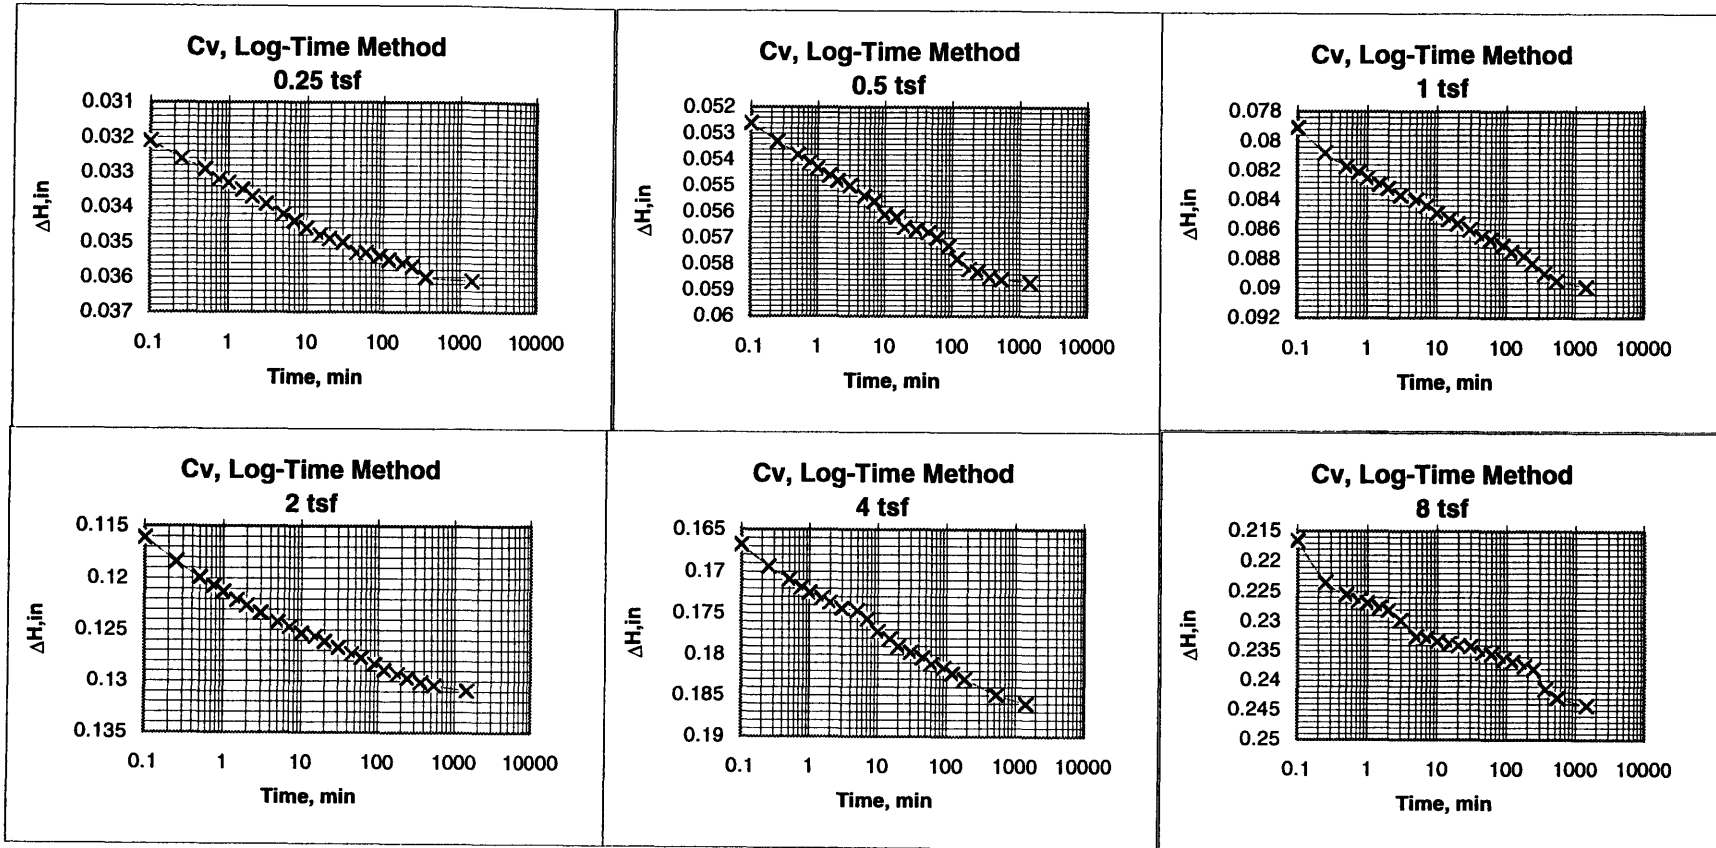 Cv, Log-Time Method
0.25 tsf
0.031
0.032
0.033
0.034
0.035
0.036
0.037
ΔH,in
0.1 1 10 100 1000 10000
Time, min
Cv, Log-Time Method
0.5 tsf
0.052
0.053
0.054
0.055
0.056
0.057
0.058
0.059
0.06
ΔH,in
0.1 1 10 100 1000 10000
Time, min
Cv, Log-Time Method
1 tsf
0.078
0.08
0.082
0.084
0.086
0.088
0.09
0.092
ΔH,in
0.1 1 10 100 1000 10000
Time, min
Cv, Log-Time Method
2 tsf
0.115
0.12
0.125
0.13
0.135
ΔH,in
0.1 1 10 100 1000 10000
Time, min
Cv, Log-Time Method
4 tsf
0.165
0.17
0.175
0.18
0.185
0.19
ΔH,in
0.1 1 10 100 1000 10000
Time, min
Cv, Log-Time Method
8 tsf
0.215
0.22
0.225
0.23
0.235
0.24
0.245
0.25
ΔH,in
0.1 1 10 100 1000 10000
Time, min